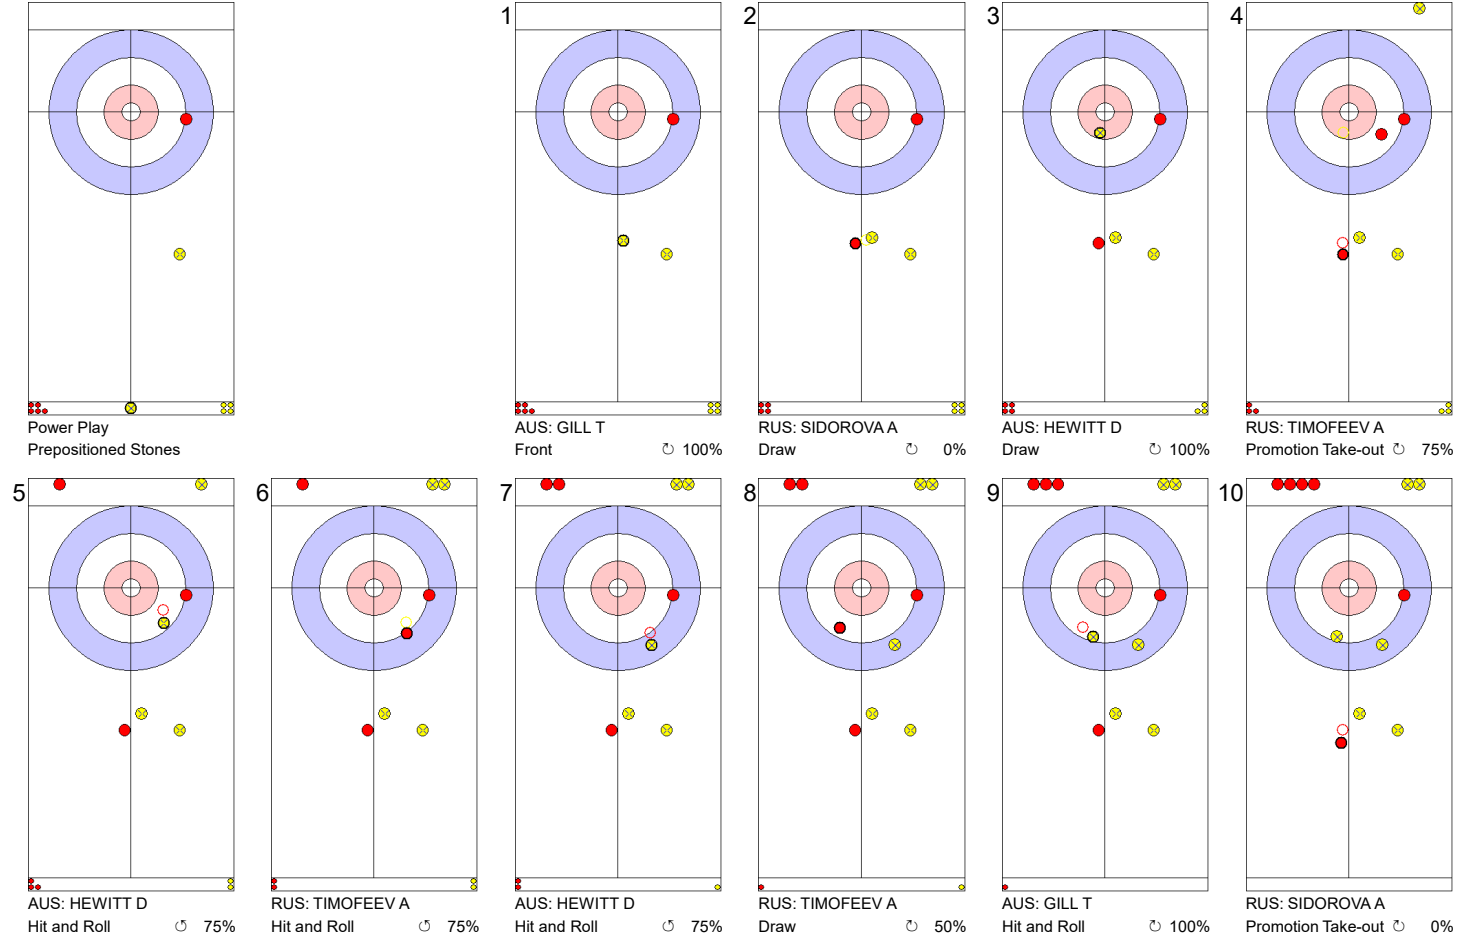 Power Play
Prepositioned Stones
1
AUS: GILL T
Front ↻ 100%
2
RUS: SIDOROVA A
Draw ↻ 0%
3
AUS: HEWITT D
Draw ↻ 100%
4
RUS: TIMOFEEV A
Promotion Take-out ↻ 75%
5
AUS: HEWITT D
Hit and Roll ↺ 75%
6
RUS: TIMOFEEV A
Hit and Roll ↺ 75%
7
AUS: HEWITT D
Hit and Roll ↺ 75%
8
RUS: TIMOFEEV A
Draw ↻ 50%
9
AUS: GILL T
Hit and Roll ↻ 100%
10
RUS: SIDOROVA A
Promotion Take-out ↻ 0%